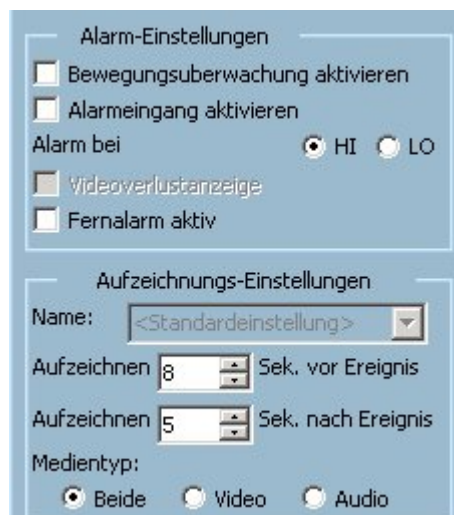 Alarm-Einstellungen
Bewegungsuberwachung aktivieren
Alarmeingang aktivieren
Alarm bei HI LO
Videoverlustanzeige
Fernalarm aktiv
Aufzeichnungs-Einstellungen
Name: <Standardeinstellung>
Aufzeichnen 8 Sek. vor Ereignis
Aufzeichnen 5 Sek. nach Ereignis
Medientyp:
Beide Video Audio